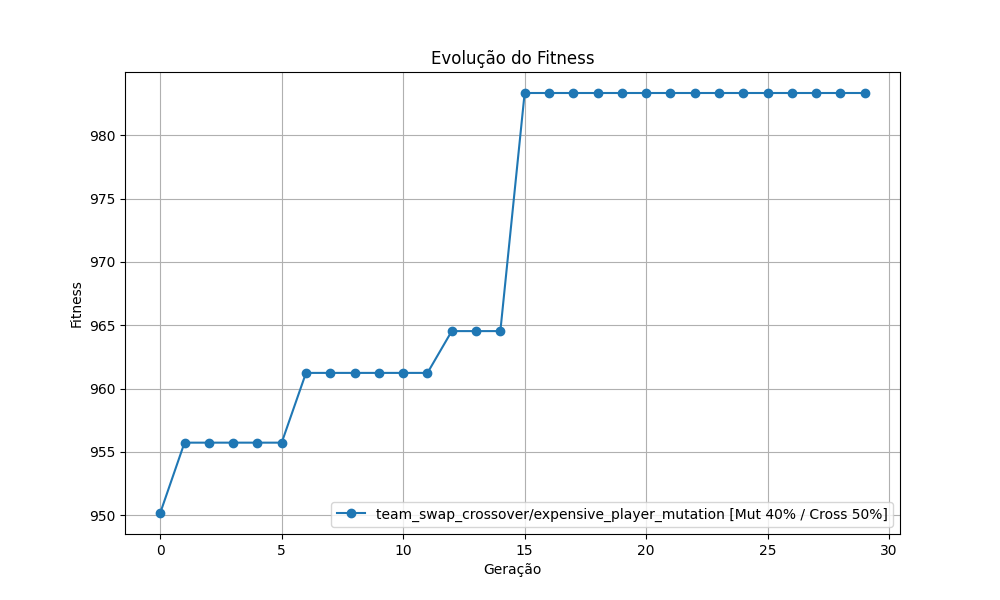 Evolução do Fitness
Fitness
980
975
970
965
960
955
950
team_swap_crossover/expensive_player_mutation [Mut 40% / Cross 50%]
0 5 10 15 20 25 30
Geração